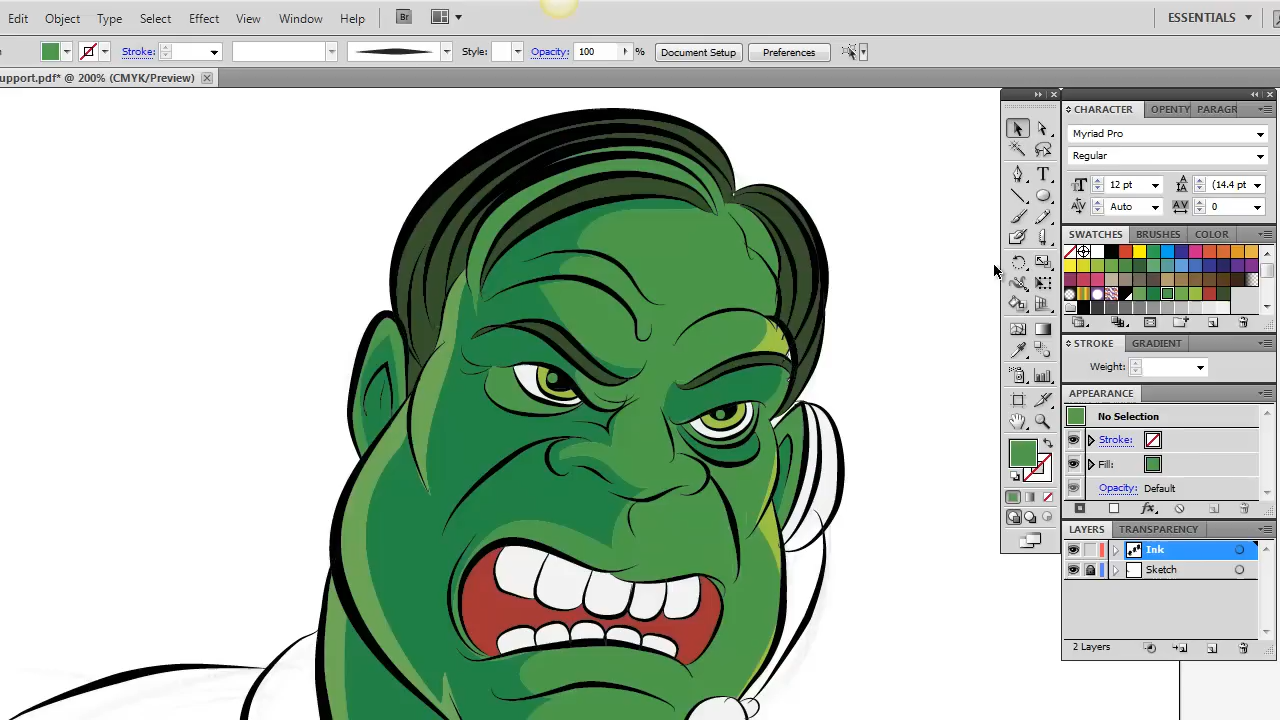 Edit Object Type Select Effect View Window Help Br ESSENTIALS
Stroke: Style: Opacity: 100 % Document Setup Preferences
upport.pdf* @ 200% (CMYK/Preview)
CHARACTER OPENTY PARAGR
Myriad Pro
Regular
12 pt (14.4 pt
Auto 0
SWATCHES BRUSHES COLOR
STROKE GRADIENT
Weight:
APPEARANCE
No Selection
Stroke:
Fill:
Opacity: Default
fx
LAYERS TRANSPARENCY
Ink
Sketch
2 Layers